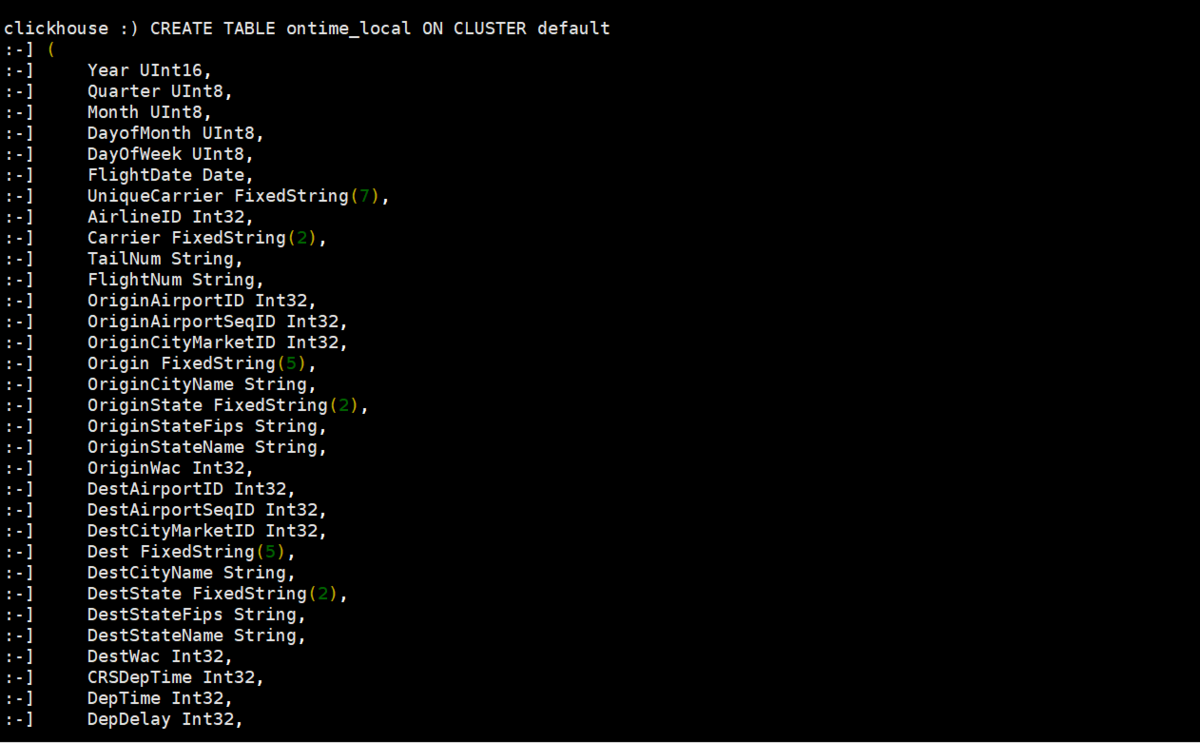 clickhouse :) CREATE TABLE ontime_local ON CLUSTER default
:-] (
:-]     Year UInt16,
:-]     Quarter UInt8,
:-]     Month UInt8,
:-]     DayofMonth UInt8,
:-]     DayOfWeek UInt8,
:-]     FlightDate Date,
:-]     UniqueCarrier FixedString(7),
:-]     AirlineID Int32,
:-]     Carrier FixedString(2),
:-]     TailNum String,
:-]     FlightNum String,
:-]     OriginAirportID Int32,
:-]     OriginAirportSeqID Int32,
:-]     OriginCityMarketID Int32,
:-]     Origin FixedString(5),
:-]     OriginCityName String,
:-]     OriginState FixedString(2),
:-]     OriginStateFips String,
:-]     OriginStateName String,
:-]     OriginWac Int32,
:-]     DestAirportID Int32,
:-]     DestAirportSeqID Int32,
:-]     DestCityMarketID Int32,
:-]     Dest FixedString(5),
:-]     DestCityName String,
:-]     DestState FixedString(2),
:-]     DestStateFips String,
:-]     DestStateName String,
:-]     DestWac Int32,
:-]     CRSDepTime Int32,
:-]     DepTime Int32,
:-]     DepDelay Int32,